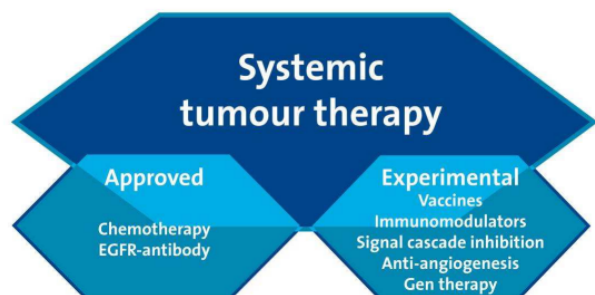 Systemic
tumour therapy
Approved
Chemotherapy
EGFR-antibody
Experimental
Vaccines
Immunomodulators
Signal cascade inhibition
Anti-angiogenesis
Gen therapy